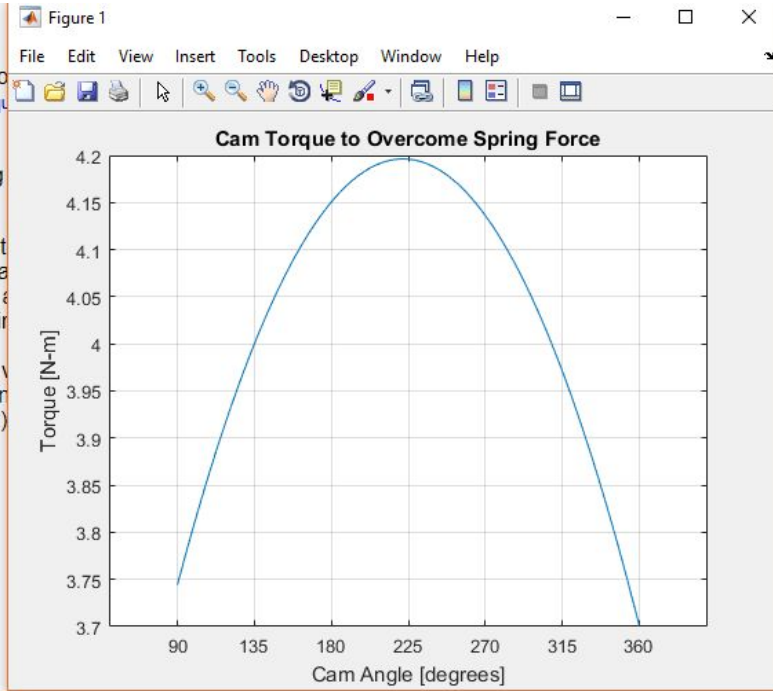 Figure 1
File Edit View Insert Tools Desktop Window Help
Cam Torque to Overcome Spring Force
4.2
4.15
4.1
4.05
4
3.95
3.9
3.85
3.8
3.75
3.7
Torque [N-m]
90 135 180 225 270 315 360
Cam Angle [degrees]